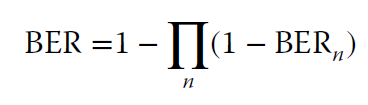 BER =1 − ∏(1 − BERₙ)
n